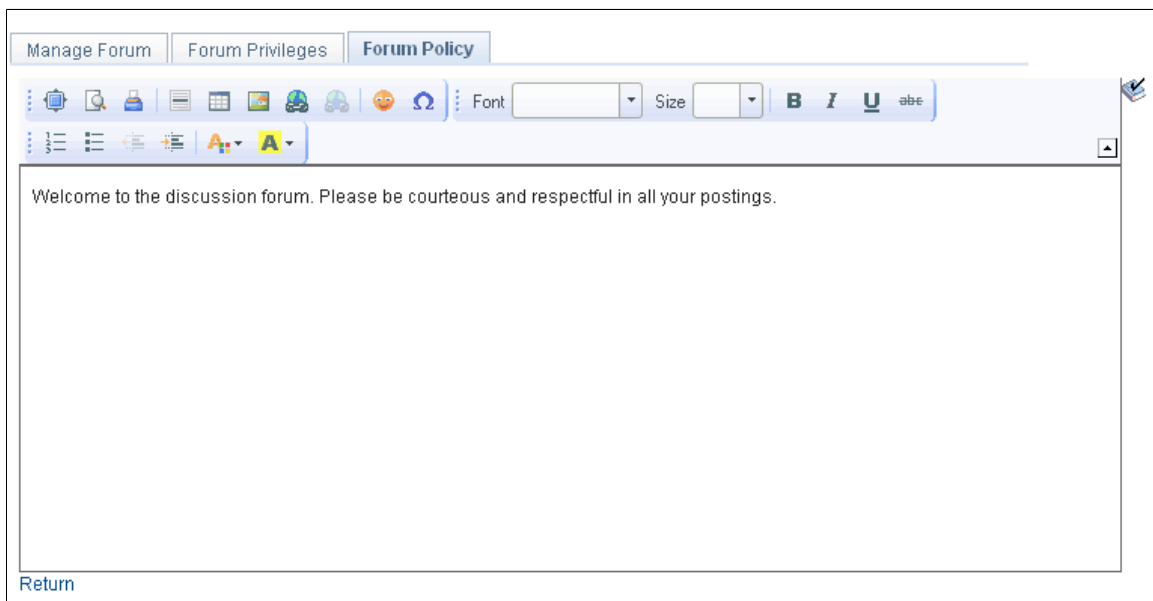 Manage Forum Forum Privileges Forum Policy
Font Size B I U abc
A A
Welcome to the discussion forum. Please be courteous and respectful in all your postings.
Return